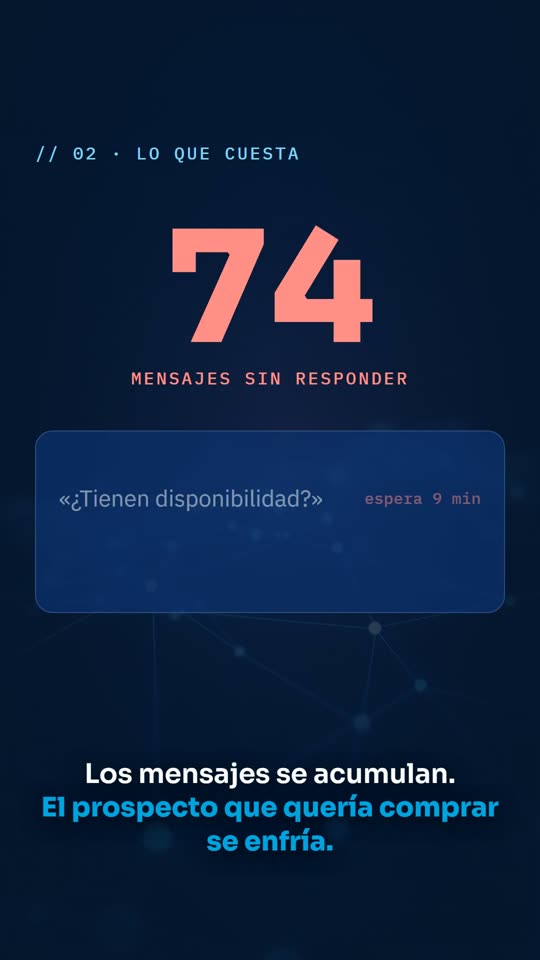 // 02 · LO QUE CUESTA
74
MENSAJES SIN RESPONDER
«¿Tienen disponibilidad?» espera 9 min
Los mensajes se acumulan.
El prospecto que quería comprar
se enfría.